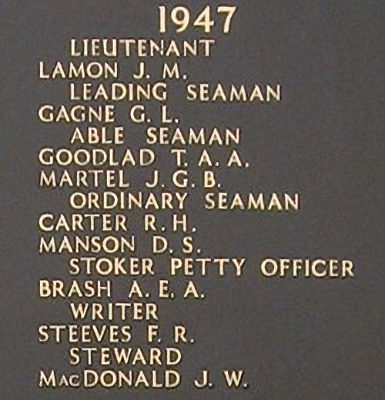 1947
LIEUTENANT
LAMON J. M.
LEADING SEAMAN
GAGNE G. L.
ABLE SEAMAN
GOODLAD T. A. A.
MARTEL J. G. B.
ORDINARY SEAMAN
CARTER R. H.
MANSON D. S.
STOKER PETTY OFFICER
BRASH A. E. A.
WRITER
STEEVES F. R.
STEWARD
MacDONALD J. W.